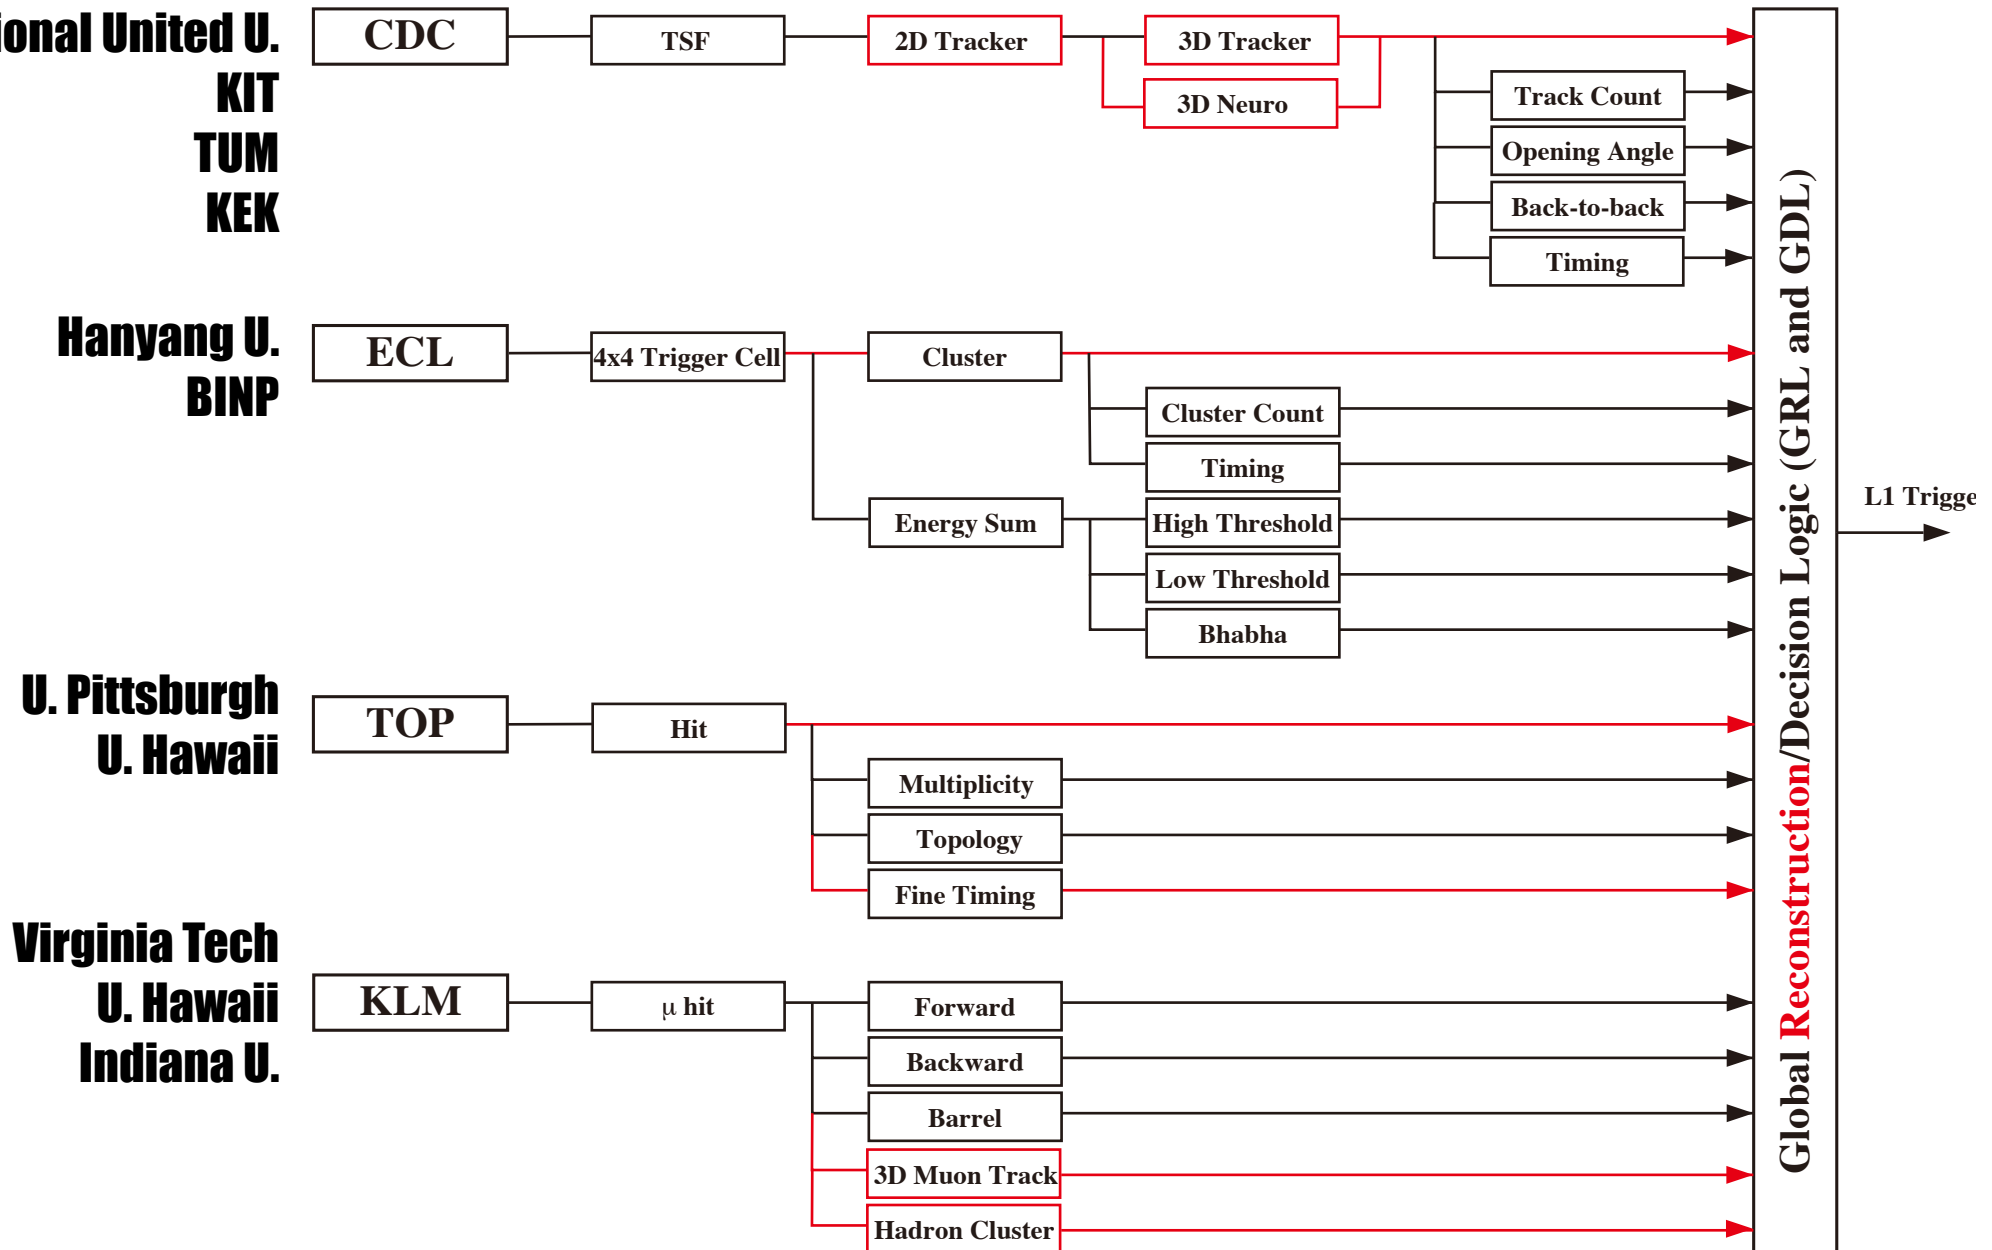 United U.
KIT
TUM
KEK
CDC
TSF
2D Tracker
3D Tracker
3D Neuro
Track Count
Opening Angle
Back-to-back
Timing
Hanyang U.
BINP
ECL
4x4 Trigger Cell
Cluster
Cluster Count
Timing
Energy Sum
High Threshold
Low Threshold
Bhabha
U. Pittsburgh
U. Hawaii
TOP
Hit
Multiplicity
Topology
Fine Timing
Virginia Tech
U. Hawaii
Indiana U.
KLM
μ hit
Forward
Backward
Barrel
3D Muon Track
Hadron Cluster
Global Reconstruction/Decision Logic (GRL and GDL)
L1 Trigge